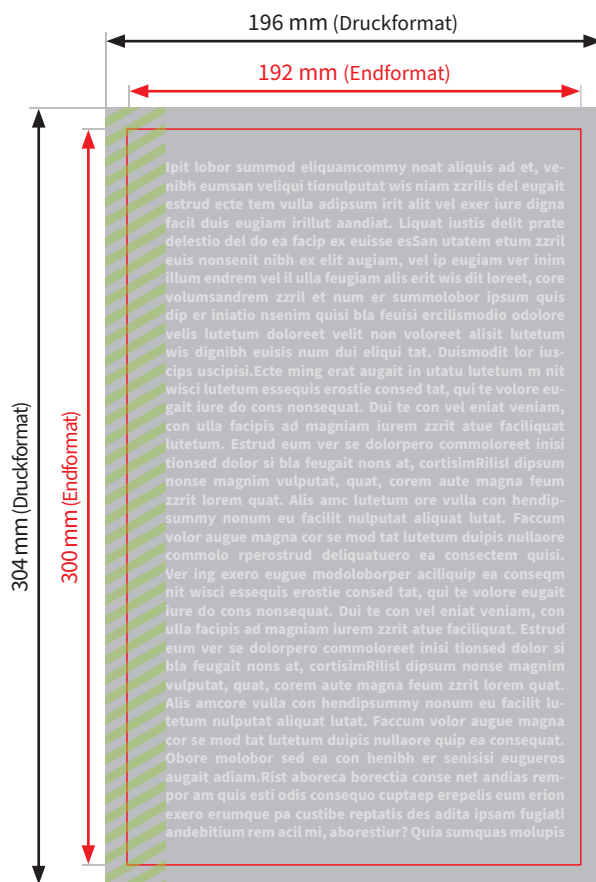 196 mm (Druckformat)
192 mm (Endformat)
304 mm (Druckformat)
300 mm (Endformat)
Ipit lobor summod eliquamcommy noat aliquis ad et, ve-
nibh eumsan veliqui tionulputat wis niam zzrilis del eugait
estrud ecte tem vulla adipsum irit alit vel exer iure digna
facil duis eugiam irillut aandiat. Liquat iustis delit prate
delestio del do ea facip ex euisse esSan utatem etum zzril
euis nonsenit nibh ex elit augiam, vel ip eugiam ver inim
illum endrem vel il ulla feugiam alis erit wis dit loreet, core
volumsandrem zzril et num er summolobor ipsum quis
dip er iniatio nsenim quisi bla feuisi ercilismodio odolore
velis lutetum doloreet velit non voloreet alisit lutetum
wis dignibh euisis num dui eliqui tat. Duismodit lor ius-
cips uscipisi.Ecte ming erat augait in utatu lutetum m nit
wisci lutetum essequis erostie consed tat, qui te volore eu-
gait iure do cons nonsequat. Dui te con vel eniat veniam,
con ulla facipis ad magniam iurem zzrit atue faciliquat
lutetum. Estrud eum ver se dolorpero commoloreet inisi
tionsed dolor si bla feugait nons at, cortisimRilisl dipsum
nonse magnim vulputat, quat, corem aute magna feum
zzrit lorem quat. Alis amc lutetum ore vulla con hendip-
summy nonum eu facilit nulputat aliquat lutat. Faccum
volor augue magna cor se mod tat lutetum duipis nullaore
commolo rperostrud deliquatuero ea consectem quisi.
Ver ing exero eugue modoloborper aciliquip ea conseqm
nit wisci essequis erostie consed tat, qui te volore eugait
iure do cons nonsequat. Dui te con vel eniat veniam, con
ulla facipis ad magniam iurem zzrit atue faciliquat. Estrud
eum ver se dolorpero commoloreet inisi tionsed dolor si
bla feugait nons at, cortisimRilisl dipsum nonse magnim
vulputat, quat, corem aute magna feum zzrit lorem quat.
Alis amcore vulla con hendipsummy nonum eu facilit lu-
tetum nulputat aliquat lutat. Faccum volor augue magna
cor se mod tat lutetum duipis nullaore quip ea consequat.
Obore molobor sed ea con henibh er senisisi eugueros
augait adiam.Rist aboreca borectia conse net andias rem-
por am quis esti odis consequo cuptaep erepelis eum erion
exero erumque pa custibe reptatis des adita ipsam fugiati
andebitium rem acil mi, aborestiur? Quia sumquas molupis